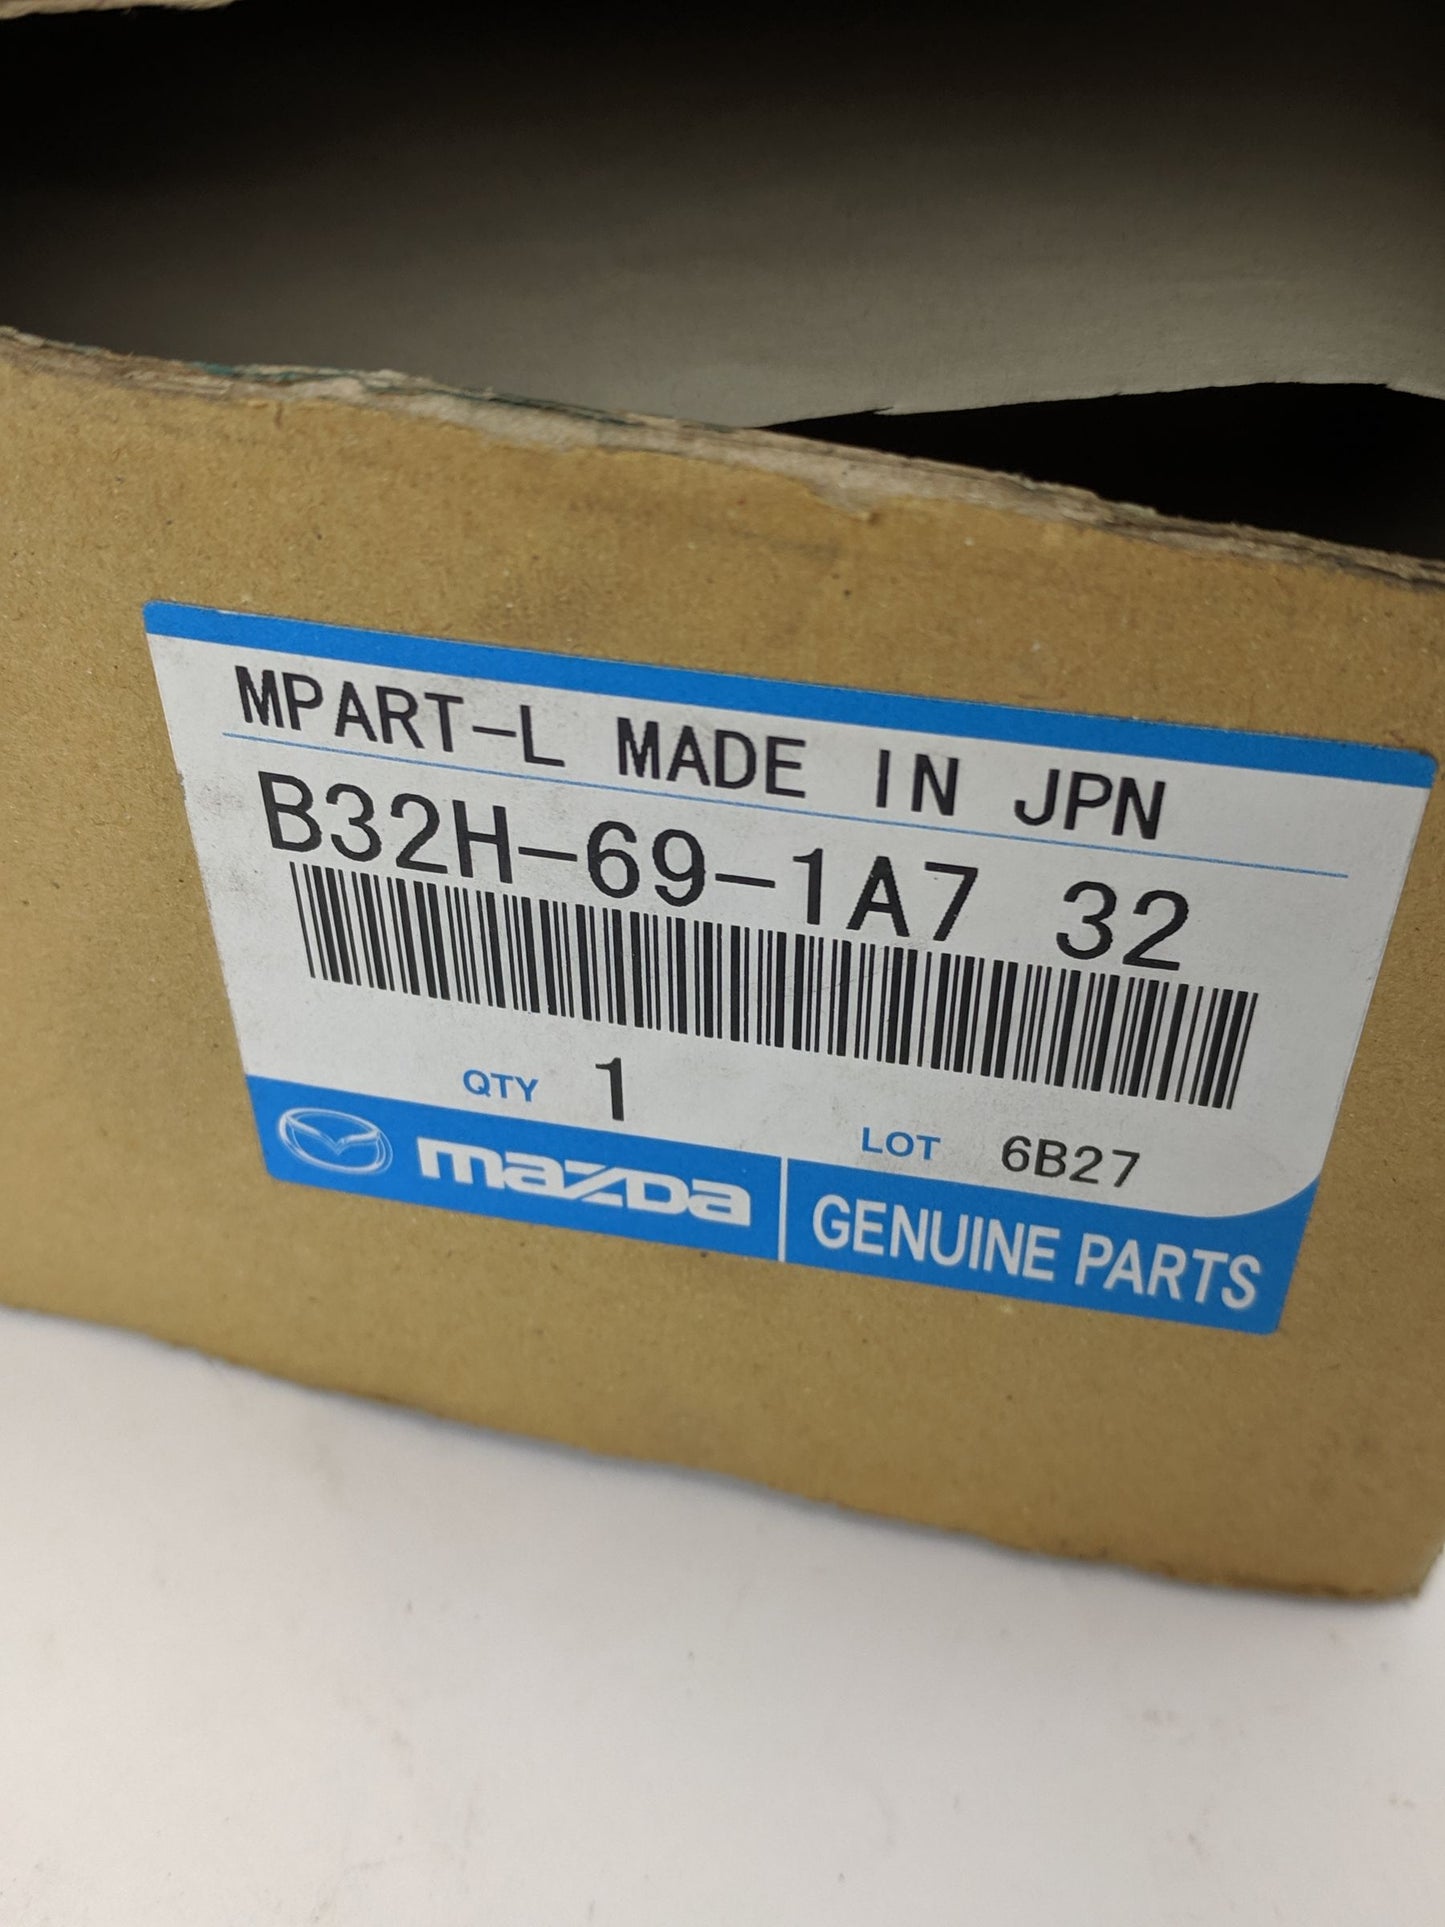 MPART-L MADE IN JPN
B32H-69-1A7 32
QTY 1
LOT 6B27
mazda GENUINE PARTS